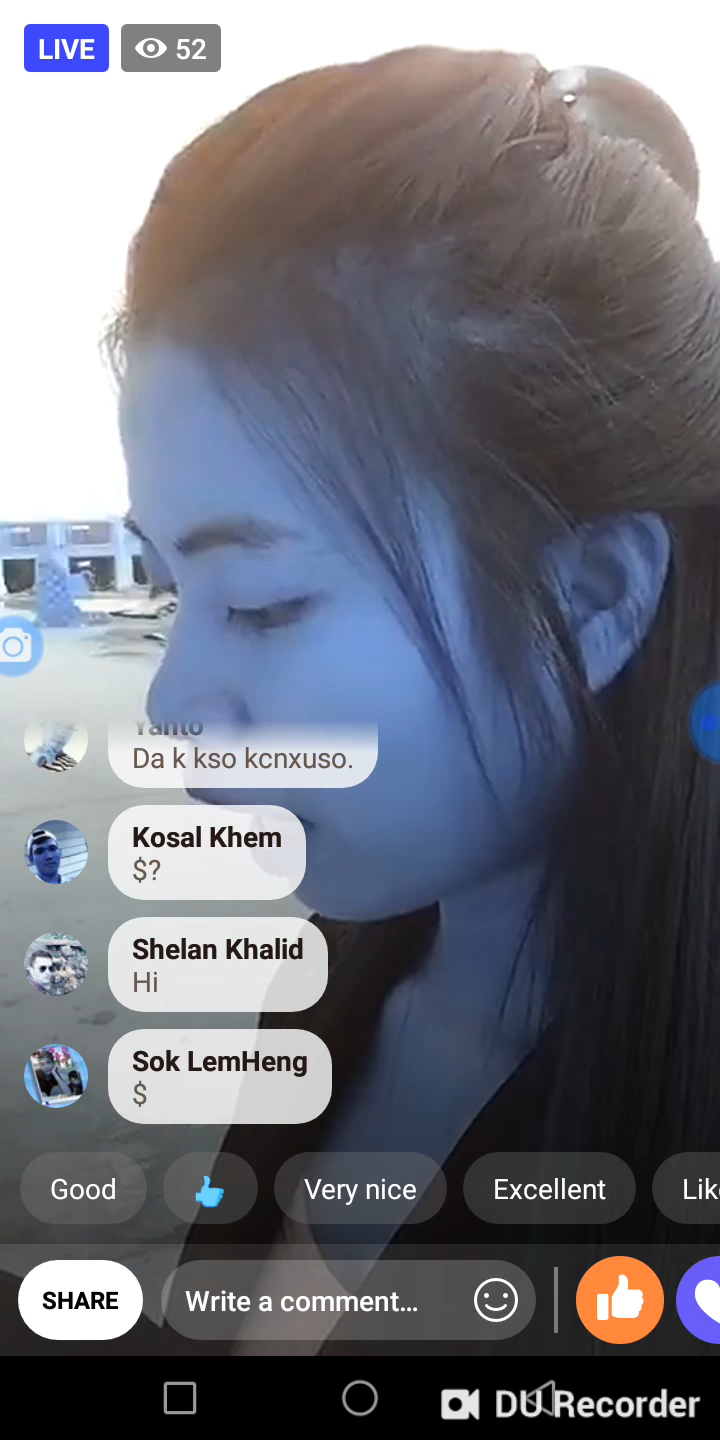 LIVE 52
Yanto
Da k kso kcnxuso.
Kosal Khem
$?
Shelan Khalid
Hi
Sok LemHeng
$
Good Very nice Excellent
SHARE Write a comment...
DU Recorder